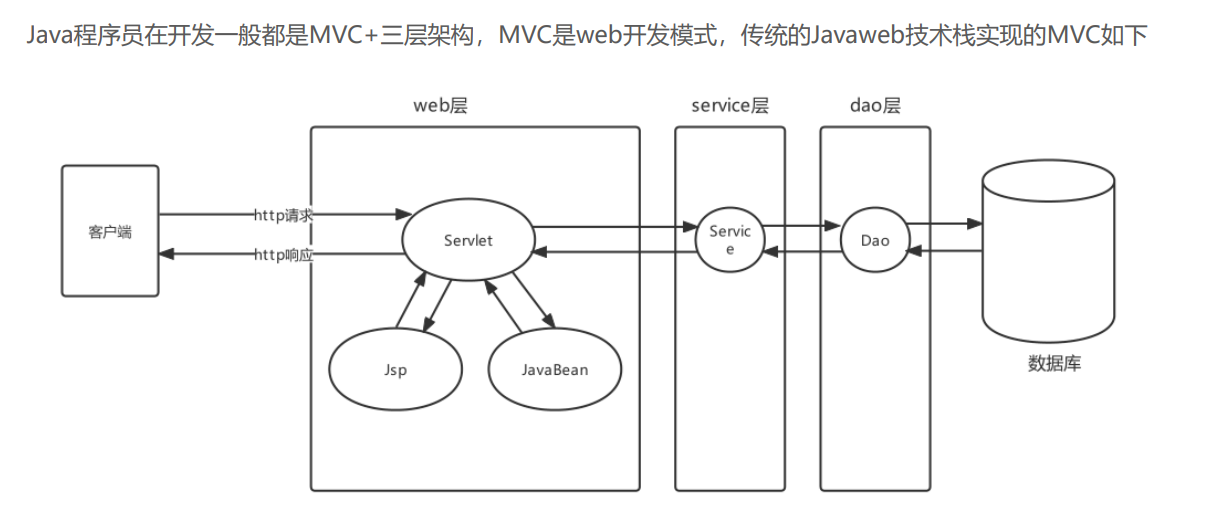 Java程序员在开发一般都是MVC+三层架构，MVC是web开发模式，传统的Javaweb技术栈实现的MVC如下
web层
service层
dao层
客户端
http请求
http响应
Servlet
Servic
e
Dao
Jsp
JavaBean
数据库